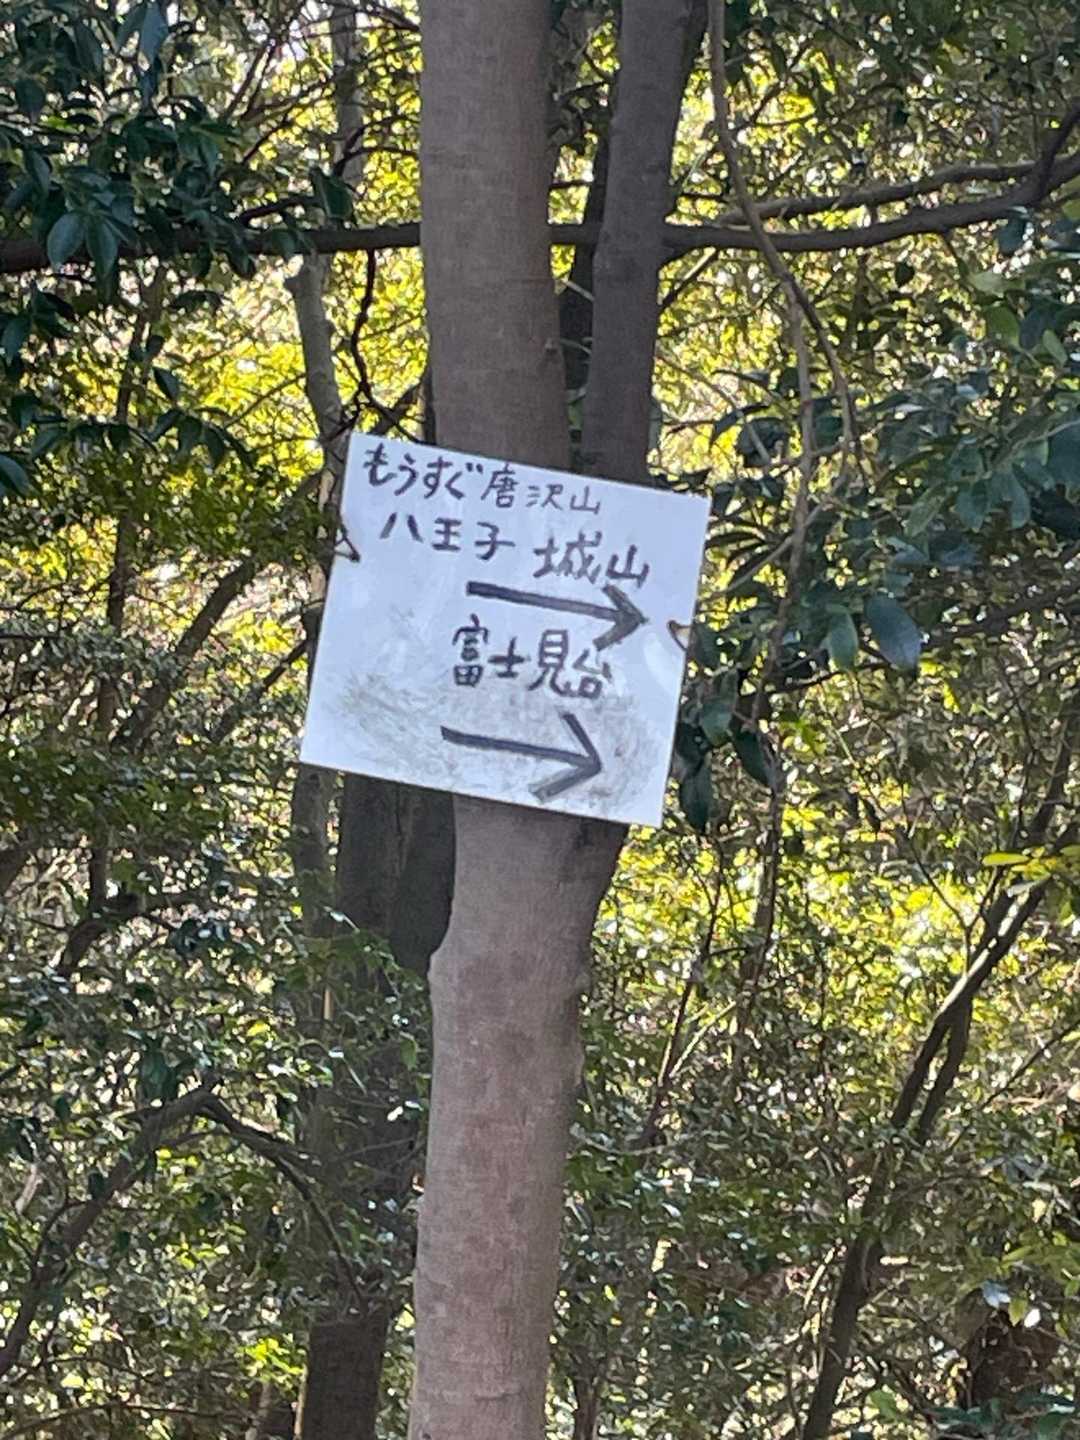 もうすぐ唐沢山
八王子 城山
→
富士見台
→